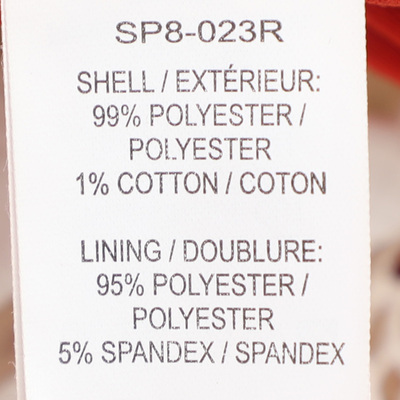 SP8-023R
SHELL / EXTÉRIEUR:
99% POLYESTER /
POLYESTER
1% COTTON / COTON
LINING / DOUBLURE:
95% POLYESTER /
POLYESTER
5% SPANDEX / SPANDEX